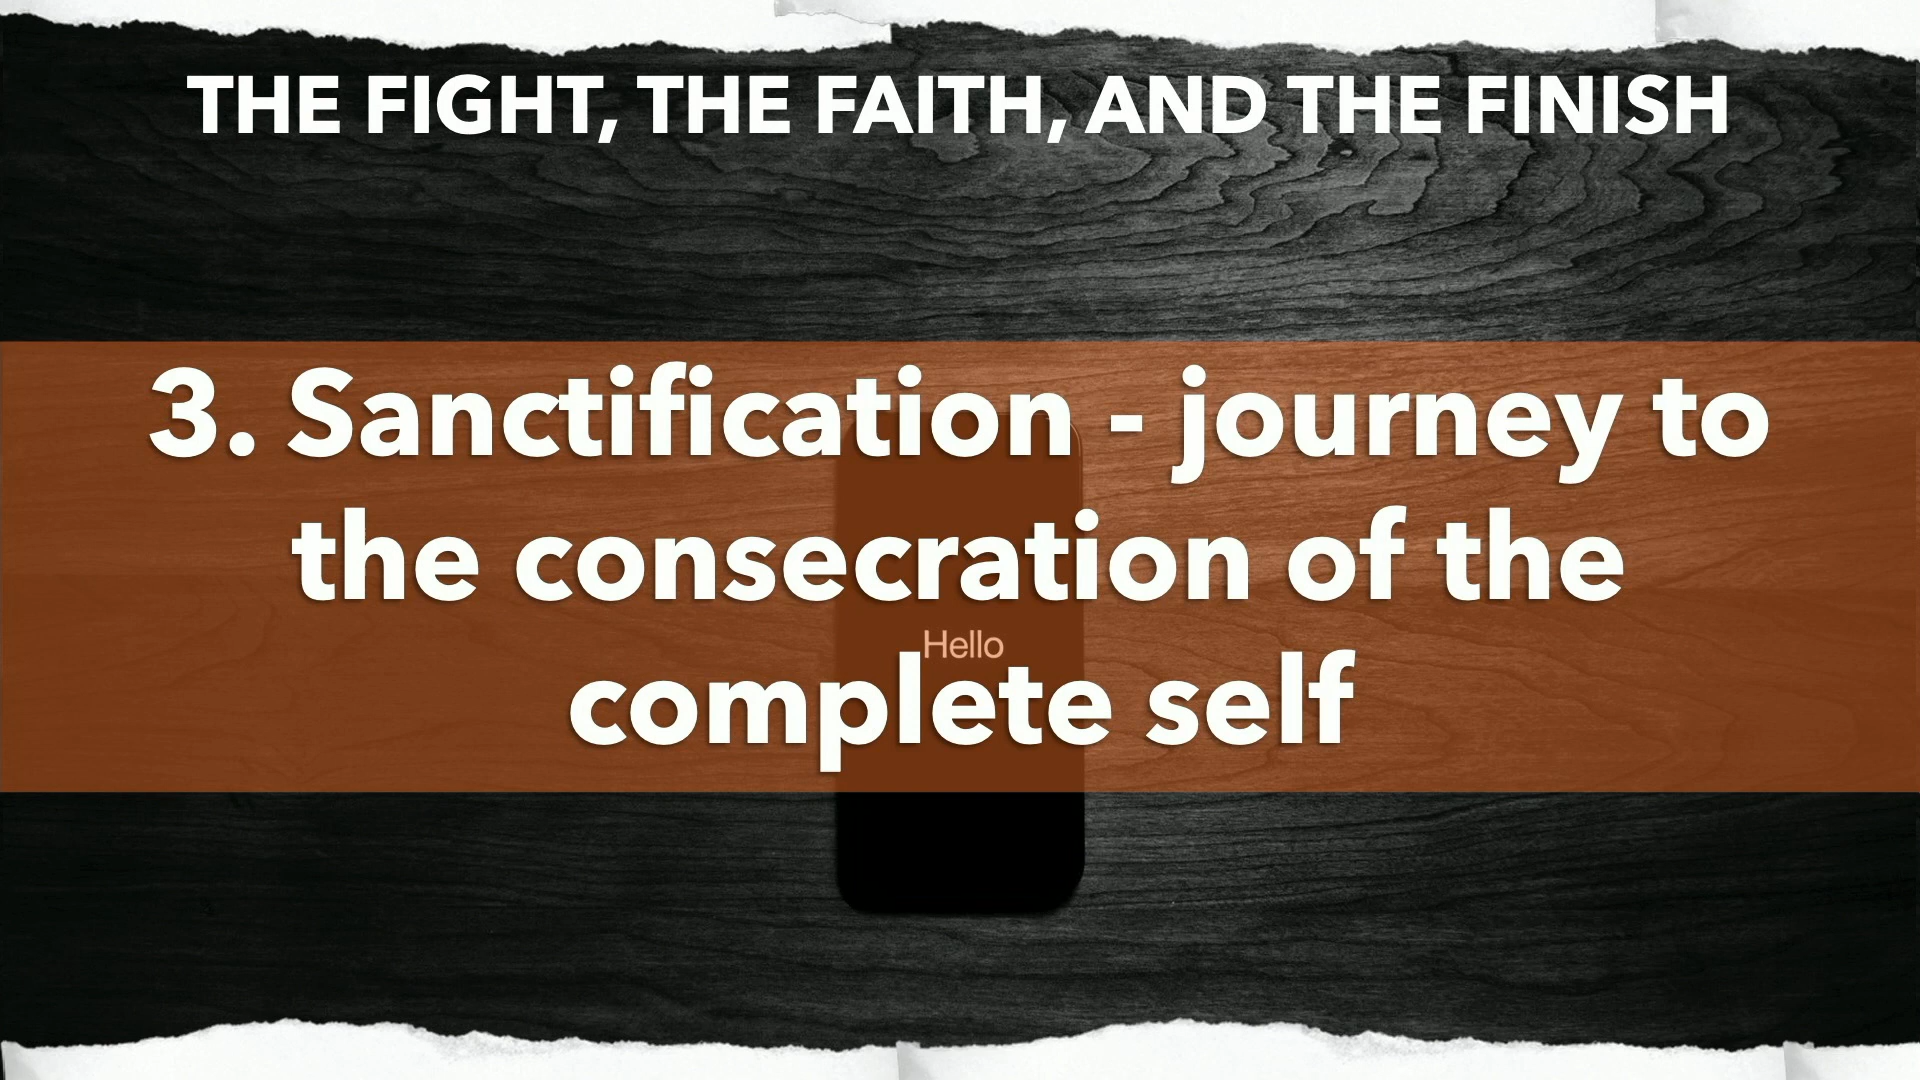 THE FIGHT, THE FAITH, AND THE FINISH
3. Sanctification - journey to
the consecration of the
Hello
complete self